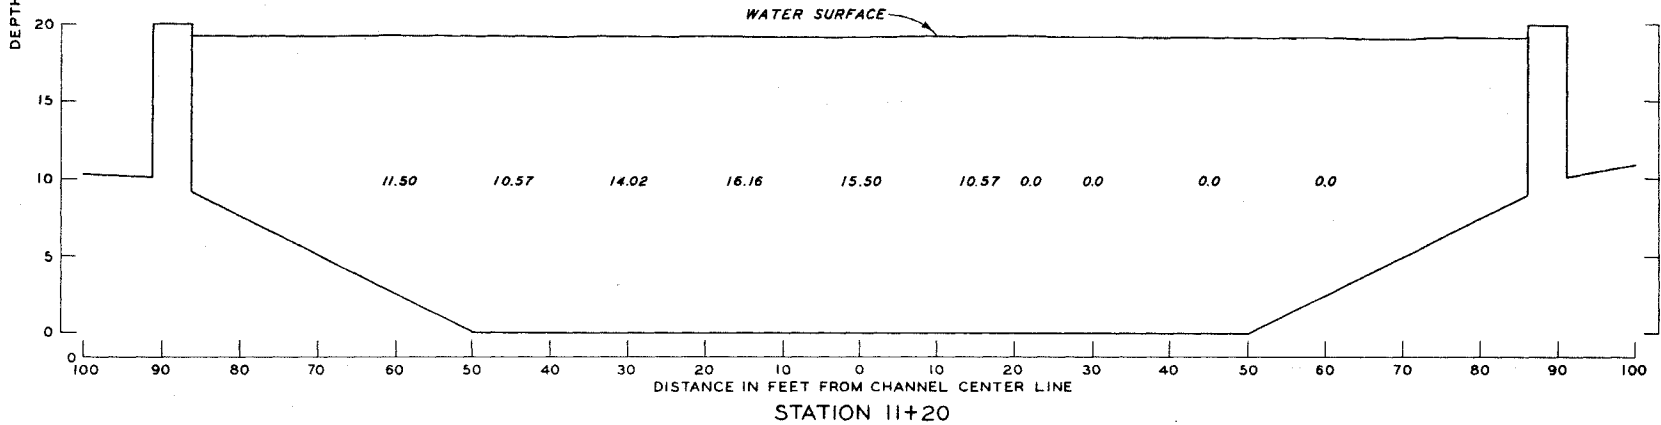 DEPTH
WATER SURFACE
20
15
10
5
0
11.50 10.57 14.02 16.16 15.50 10.57 0.0 0.0 0.0 0.0
0
100 90 80 70 60 50 40 30 20 10 0 10 20 30 40 50 60 70 80 90 100
DISTANCE IN FEET FROM CHANNEL CENTER LINE
STATION 11+20